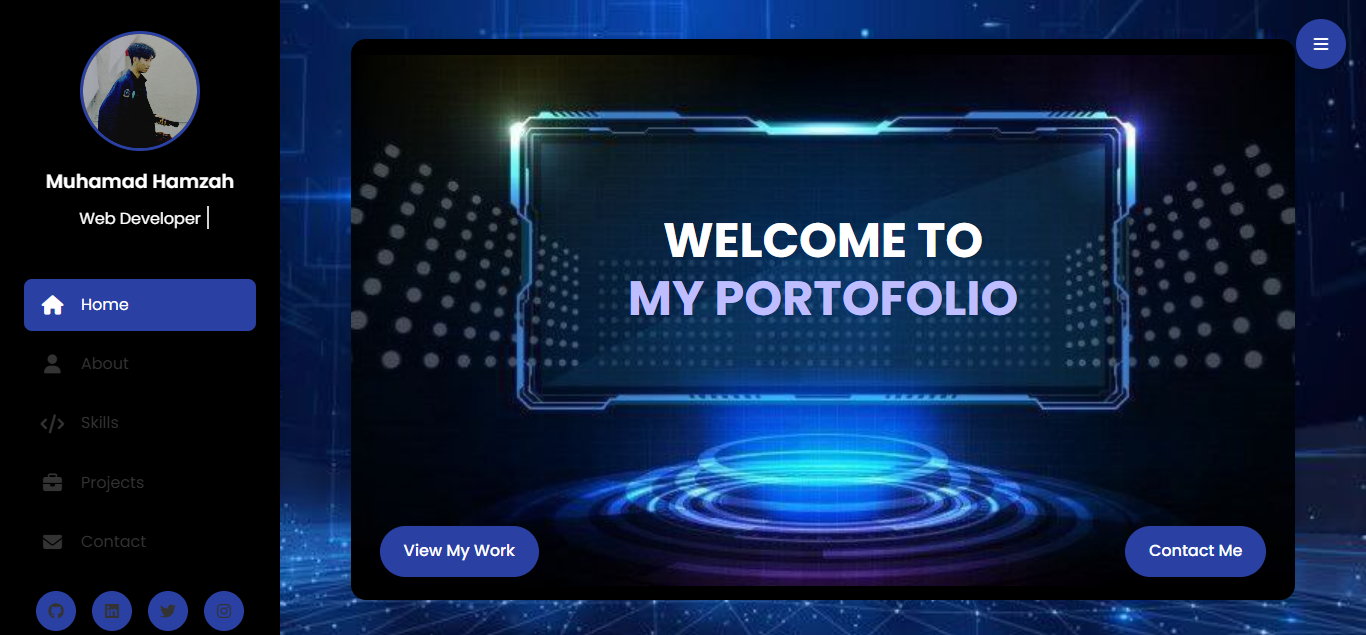 Muhamad Hamzah
Web Developer
Home
About
Skills
Projects
Contact
WELCOME TO
MY PORTOFOLIO
View My Work
Contact Me